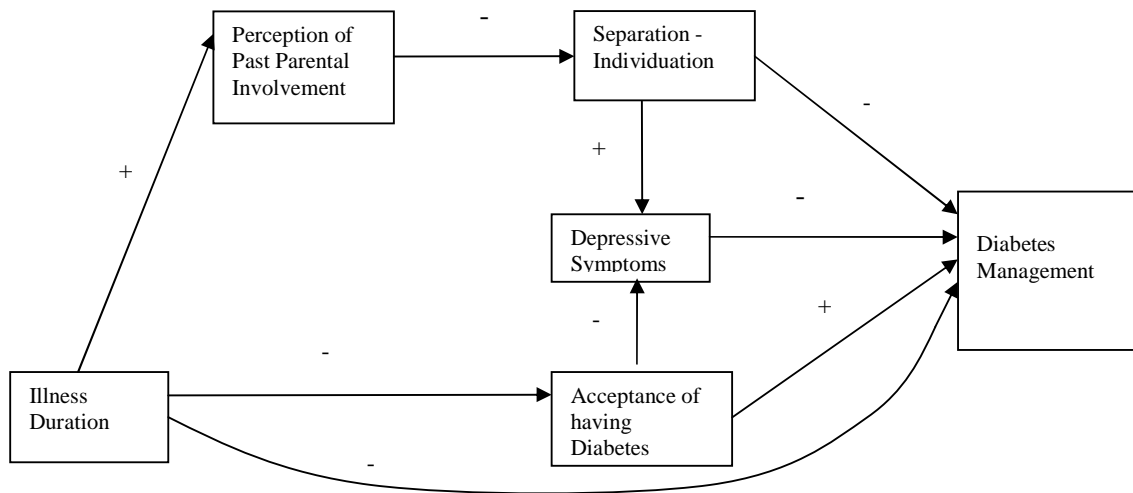 Perception of
Past Parental
Involvement
-
Separation -
Individuation
-
+
+
-
Depressive
Symptoms
Diabetes
Management
-
+
-
Illness
Duration
Acceptance of
having
Diabetes
-